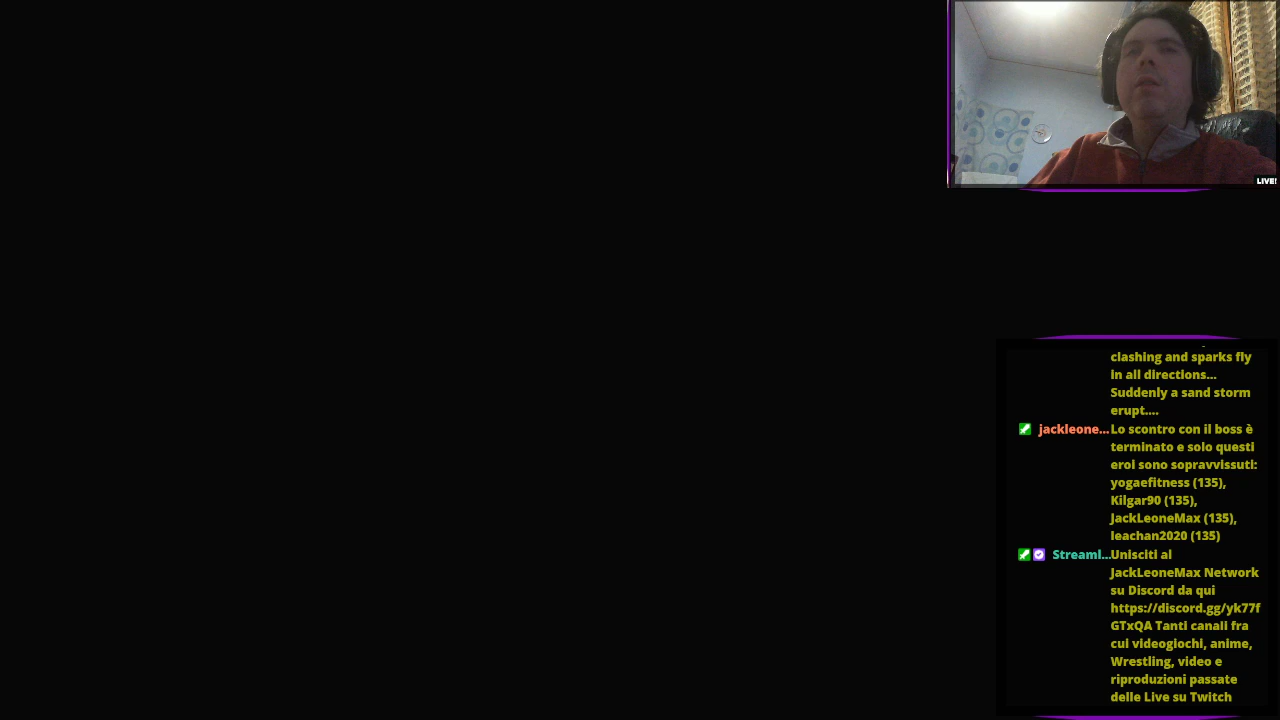 LIVE!
clashing and sparks fly
in all directions...
Suddenly a sand storm
erupt....
jackleone... Lo scontro con il boss è
terminato e solo questi
eroi sono sopravvissuti:
yogaefitness (135),
Kilgar90 (135),
JackLeoneMax (135),
leachan2020 (135)
Streaml... Unisciti al
JackLeoneMax Network
su Discord da qui
https://discord.gg/yk77f
GTxQA Tanti canali fra
cui videogiochi, anime,
Wrestling, video e
riproduzioni passate
delle Live su Twitch